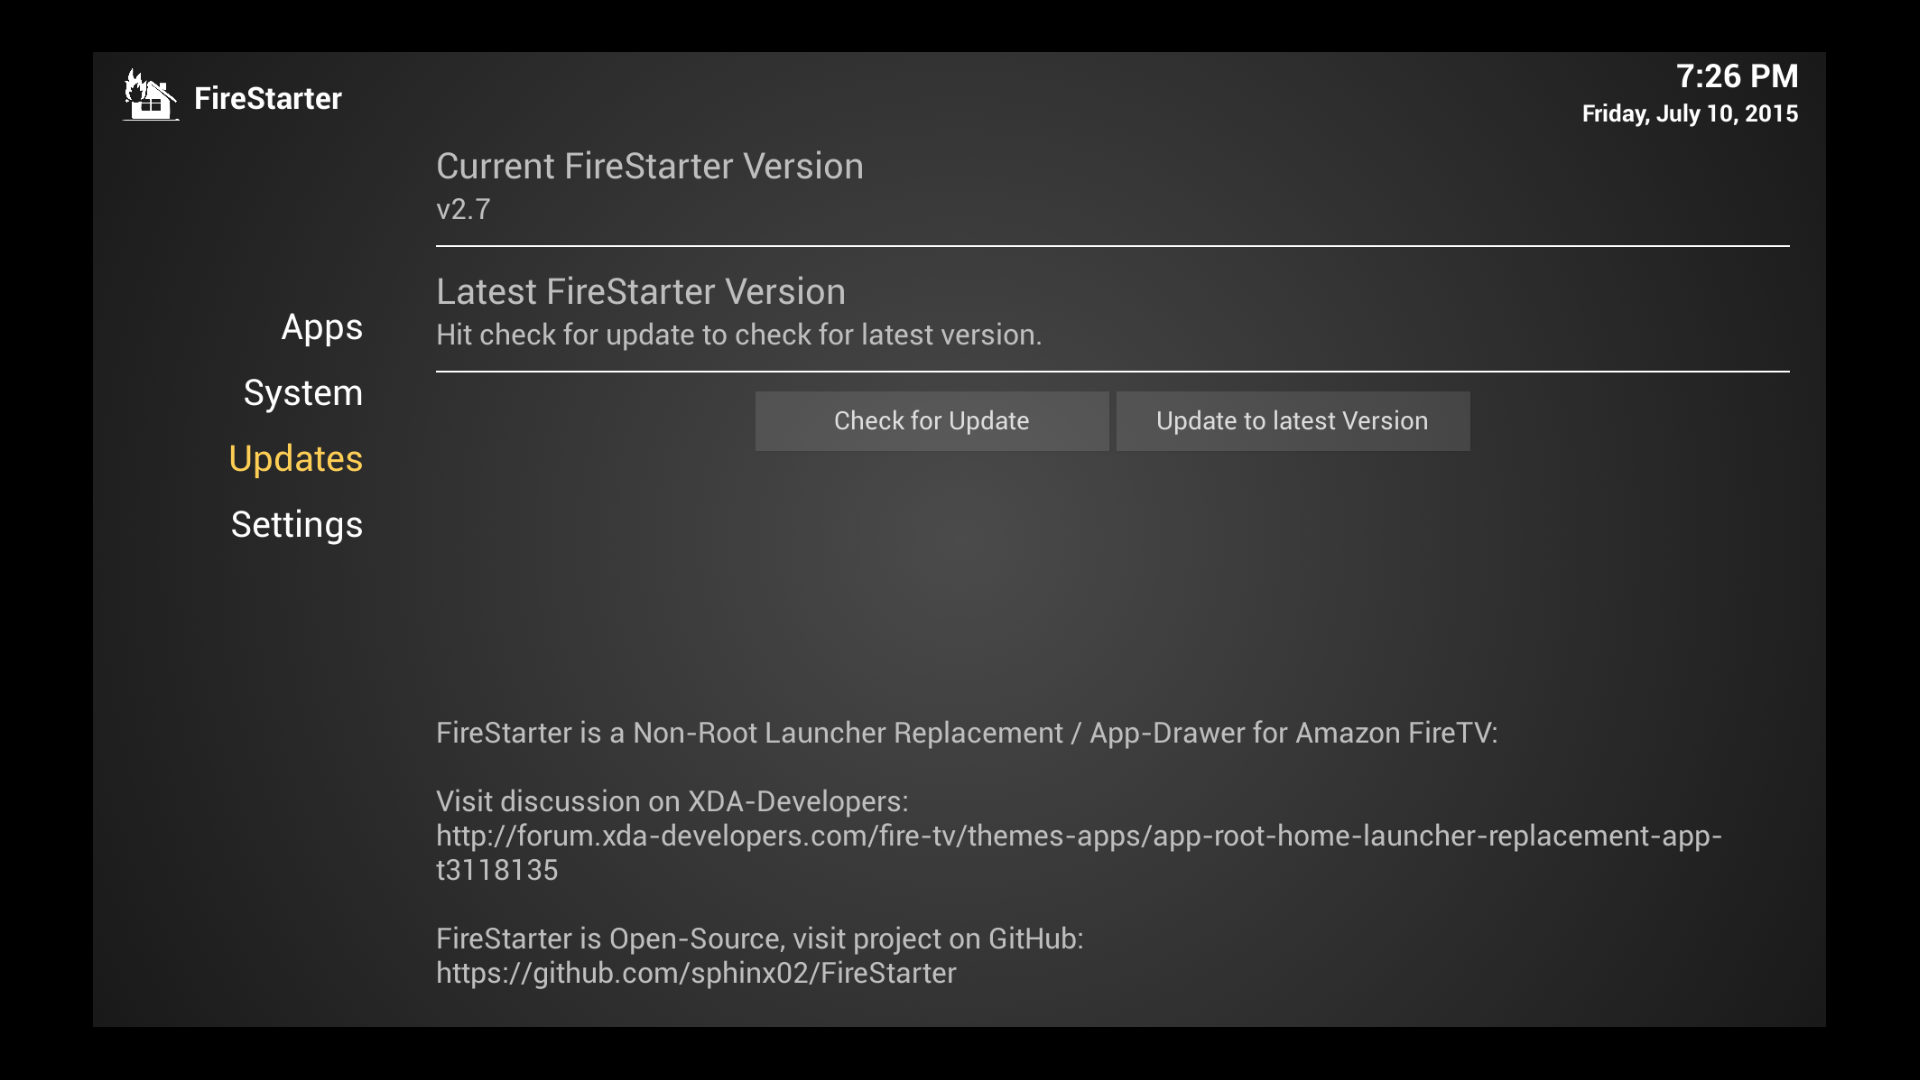 FireStarter
7:26 PM
Friday, July 10, 2015
Current FireStarter Version
v2.7
Latest FireStarter Version
Hit check for update to check for latest version.
Check for Update
Update to latest Version
Apps
System
Updates
Settings
FireStarter is a Non-Root Launcher Replacement / App-Drawer for Amazon FireTV:
Visit discussion on XDA-Developers:
http://forum.xda-developers.com/fire-tv/themes-apps/app-root-home-launcher-replacement-app-
t3118135
FireStarter is Open-Source, visit project on GitHub:
https://github.com/sphinx02/FireStarter